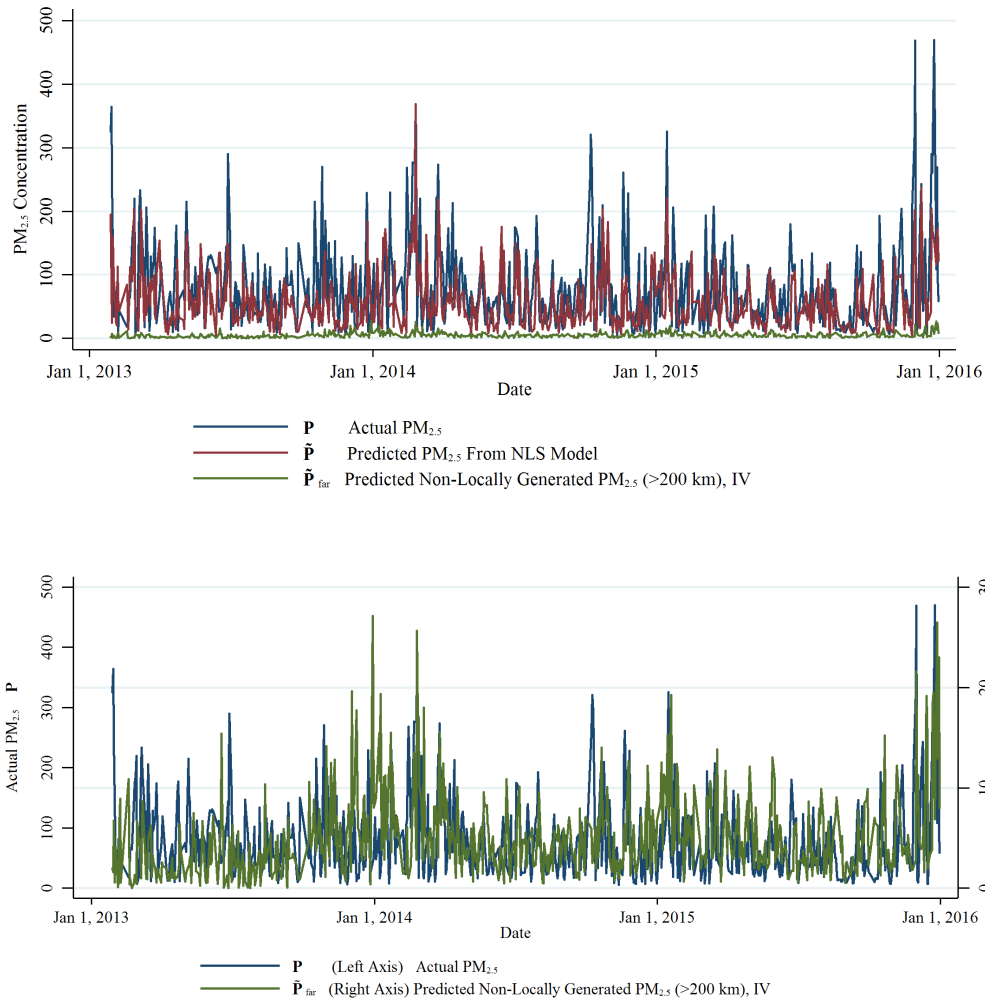 500
400
300
200
100
0
PM2.5 Concentration
Jan 1, 2013
Jan 1, 2014
Jan 1, 2015
Jan 1, 2016
Date
P Actual PM2.5
P̃ Predicted PM2.5 From NLS Model
P̃ far Predicted Non-Locally Generated PM2.5 (>200 km), IV
500
400
300
200
100
0
Actual PM2.5 P
20
10
Jan 1, 2013
Jan 1, 2014
Jan 1, 2015
Jan 1, 2016
Date
P (Left Axis) Actual PM2.5
P̃ far (Right Axis) Predicted Non-Locally Generated PM2.5 (>200 km), IV